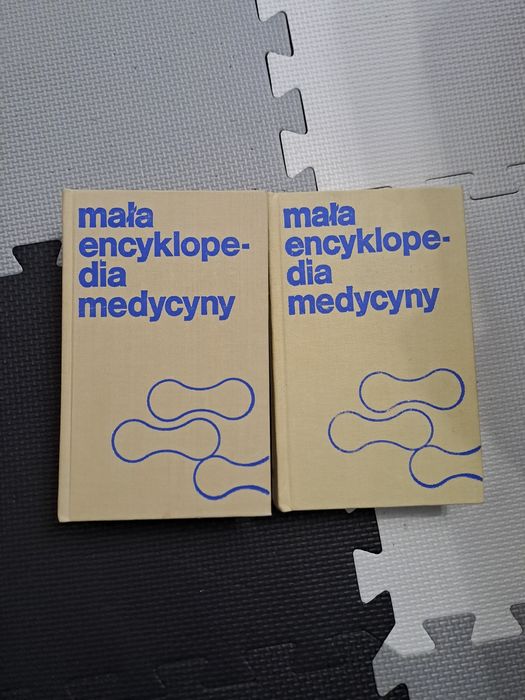 mała
encyklope-
dia
medycyny
mała
encyklope-
dia
medycyny